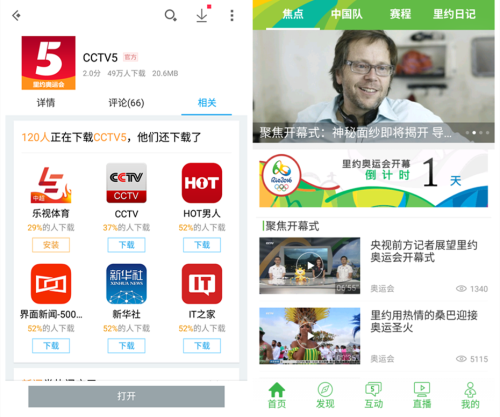 CCTV5 官方
2.0分 49万人下载 20.6MB
5
里约奥运会
详情 评论(66) 相关
120人正在下载CCTV5，他们还下载了
中超
CCTV
HOT
乐视体育 CCTV HOT男人
29%的人下载 37%的人下载 52%的人下载
安装 下载 下载
新华社
XINHUA NEWS
IT
界面新闻-500... 新华社 IT之家
52%的人下载 52%的人下载 52%的人下载
下载 下载 下载
打开
焦点 中国队 赛程 里约日记
聚焦开幕式：神秘面纱即将揭开 导...
里约奥运会开幕
倒计时 1 天
聚焦开幕式
央视前方记者展望里约
奥运会开幕式
06:55
奥运会 1340
里约用热情的桑巴迎接
奥运圣火
奥运会 5115
首页 发现 互动 直播 我的